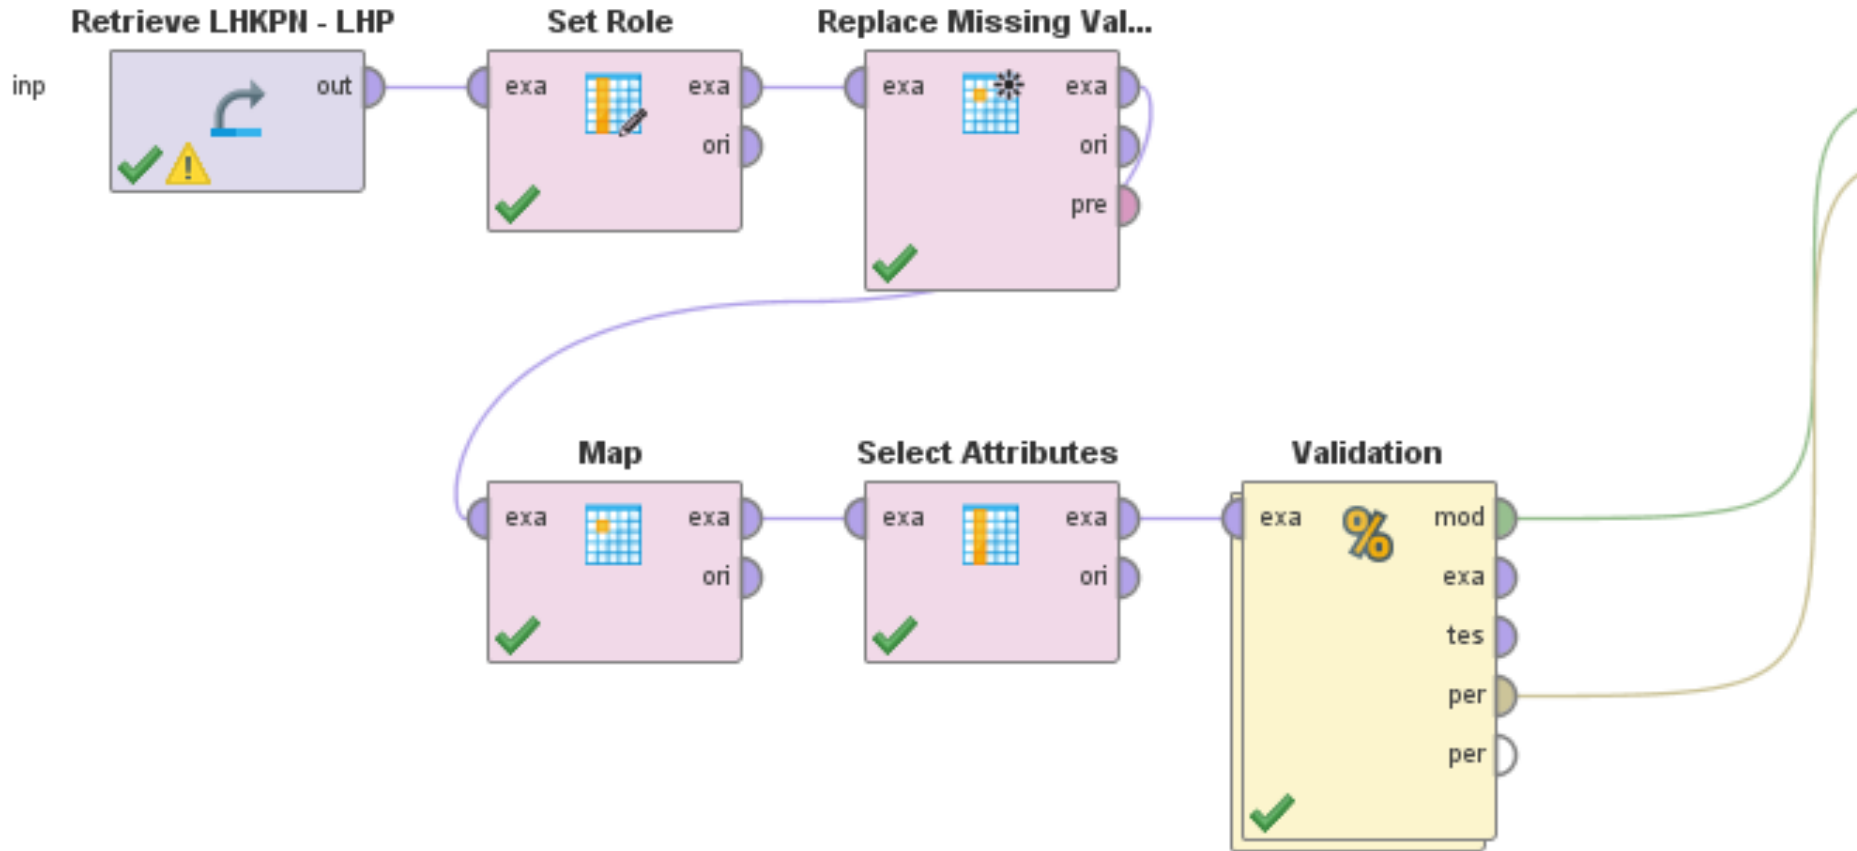 Retrieve LHKPN - LHP
Set Role
Replace Missing Val...
inp
out
exa
exa
exa
exa
ori
ori
pre
Map
Select Attributes
Validation
exa
exa
exa
exa
exa
mod
ori
ori
exa
tes
per
per